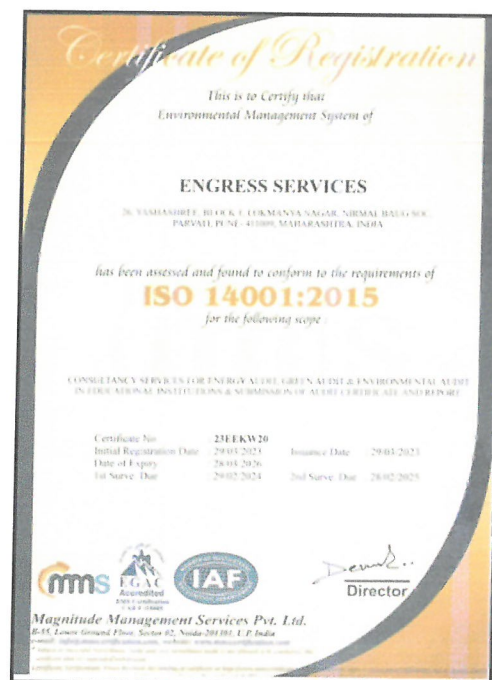 Certificate of Registration
This is to Certify that
Environmental Management System of
ENGRESS SERVICES
26, YASHASHREE, BLOCK 1, LOKMANYA NAGAR, NIRMAL BAUG SOC.
PARVATI, PUNE- 411009, MAHARASHTRA, INDIA
has been assessed and found to conform to the requirements of
ISO 14001:2015
for the following scope :
CONSULTANCY SERVICES FOR ENERGY AUDIT, GREEN AUDIT & ENVIRONMENTAL AUDIT
IN EDUCATIONAL INSTITUTIONS & SUBMISSION OF AUDIT CERTIFICATE AND REPORT
Certificate No 23EEKW20
Initial Registration Date 29/03/2023 Issuance Date 29/03/2023
Date of Expiry 28/03/2026
1st Surve. Due 29/02/2024 2nd Surve. Due 28/02/2025
mms
EGAC
Accredited
IAF
Director
Magnitude Management Services Pvt. Ltd.
B-55, Lower Ground Floor, Sector 02, Noida-201301, U.P. India